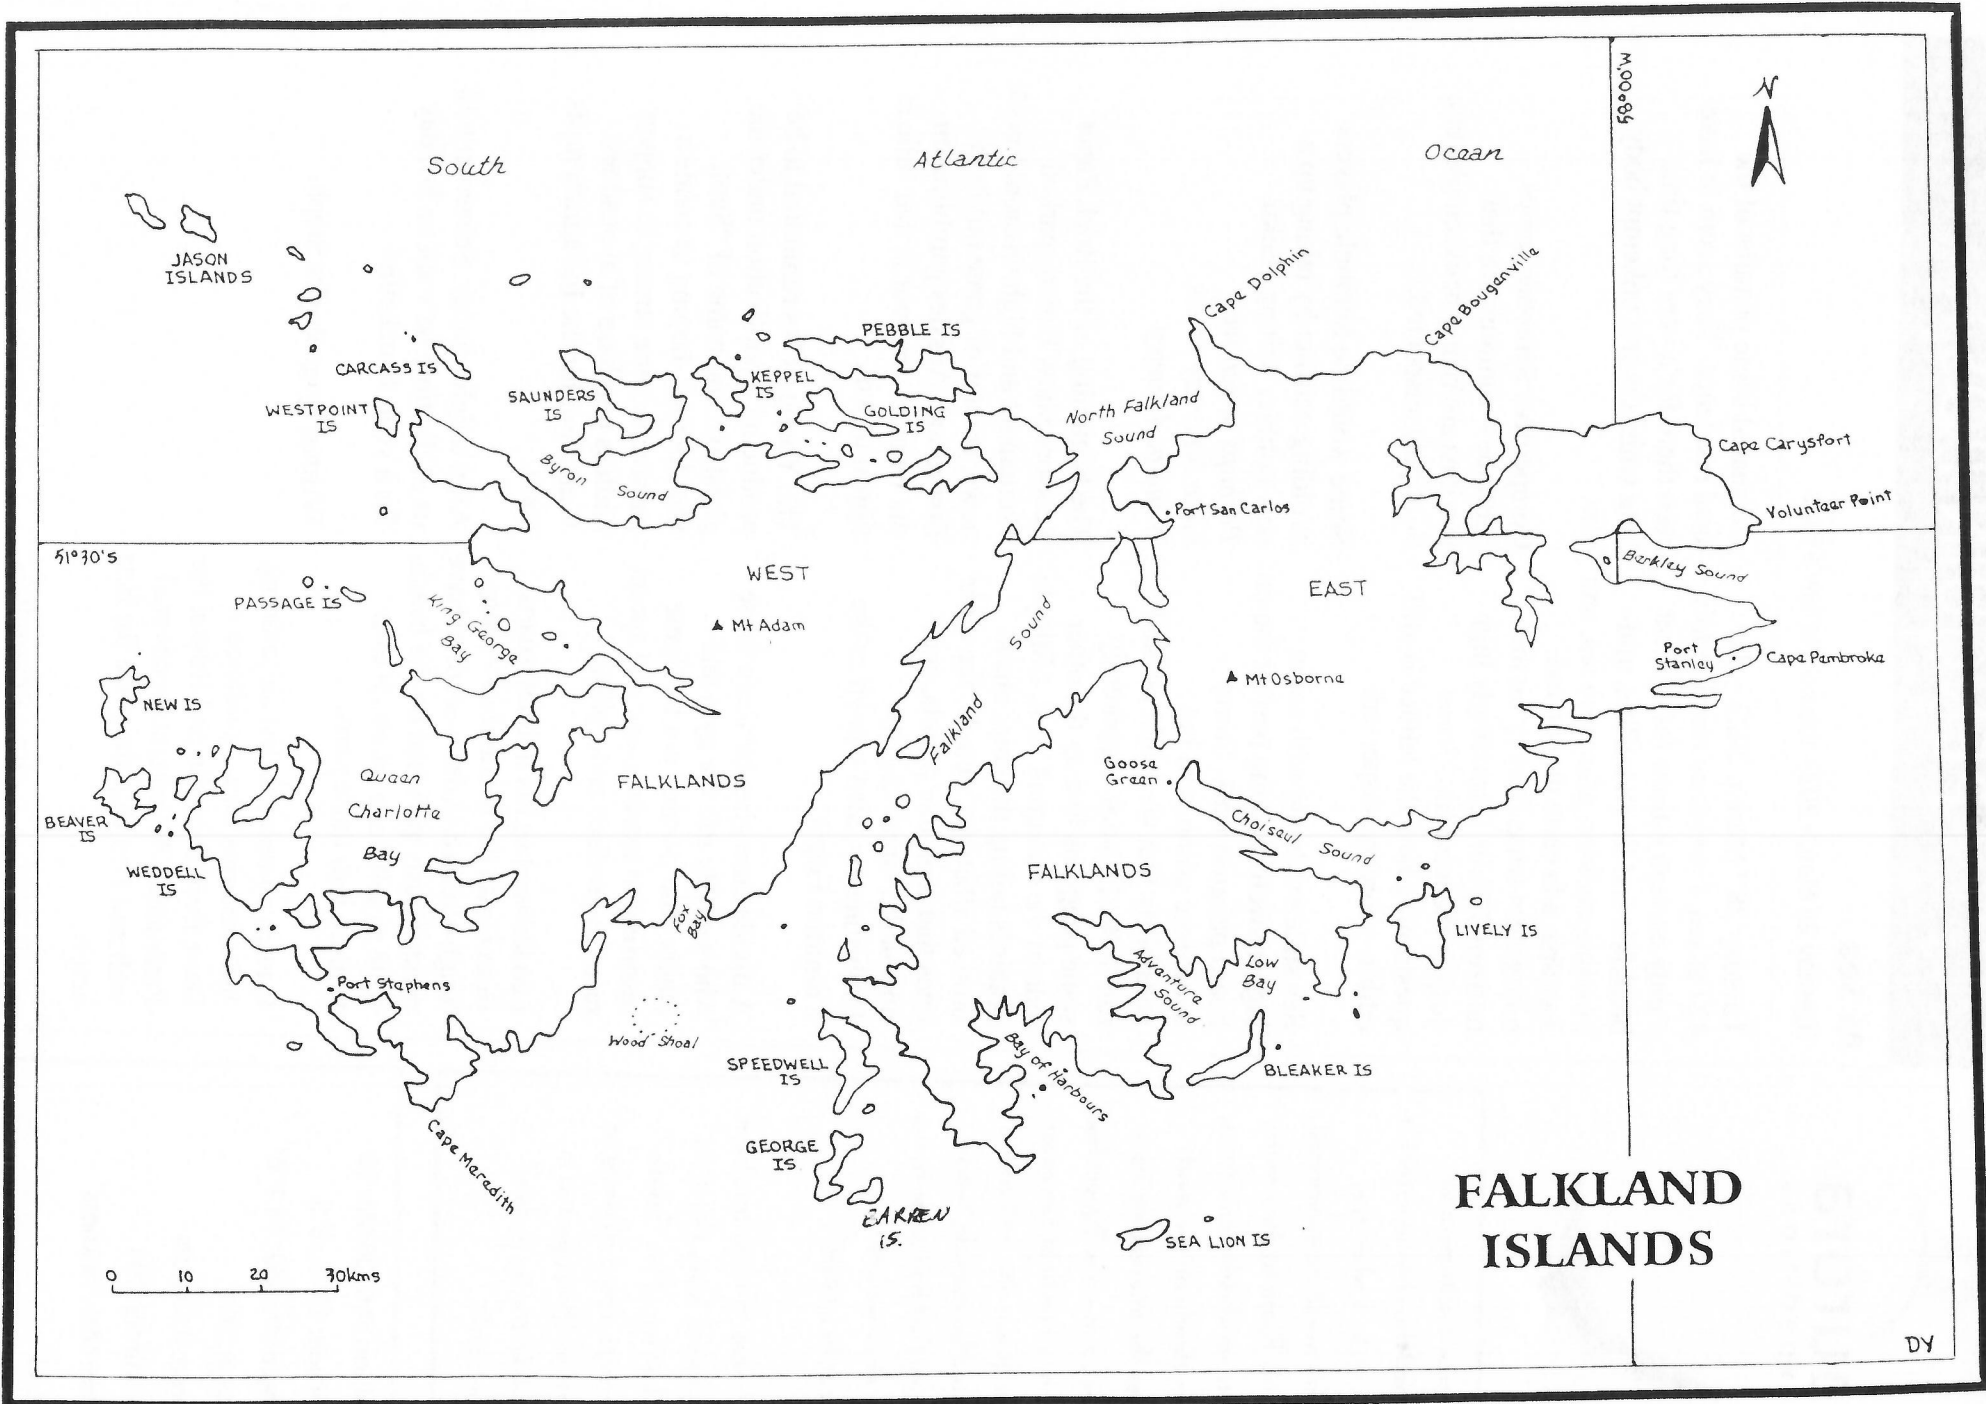 58°00'W
N
South Atlantic Ocean
JASON
ISLANDS
Cape Dolphin
Cape Bougenville
PEBBLE IS
CARCASS IS
KEPPEL
IS
SAUNDERS
IS
WESTPOINT
IS
GOLDING
IS
North Falkland
Sound
Cape Carysfort
Byron Sound
Volunteer Point
Port San Carlos
51°30'S
Berkley Sound
WEST
EAST
PASSAGE IS
King George
Bay
Mt Adam
Sound
Port
Stanley
Cape Pembroke
Mt Osborne
NEW IS
Falkland
Goose
Green
Queen
Charlotte
Bay
FALKLANDS
BEAVER
IS
Choiseul Sound
WEDDELL
IS
FALKLANDS
Fox
Bay
LIVELY IS
Adventure
Sound
Low
Bay
Port Stephens
Wood Shoal
Bay of Harbours
SPEEDWELL
IS
BLEAKER IS
Cape Meredith
GEORGE
IS
BARREN
IS.
SEA LION IS
FALKLAND
ISLANDS
0 10 20 30kms
DY